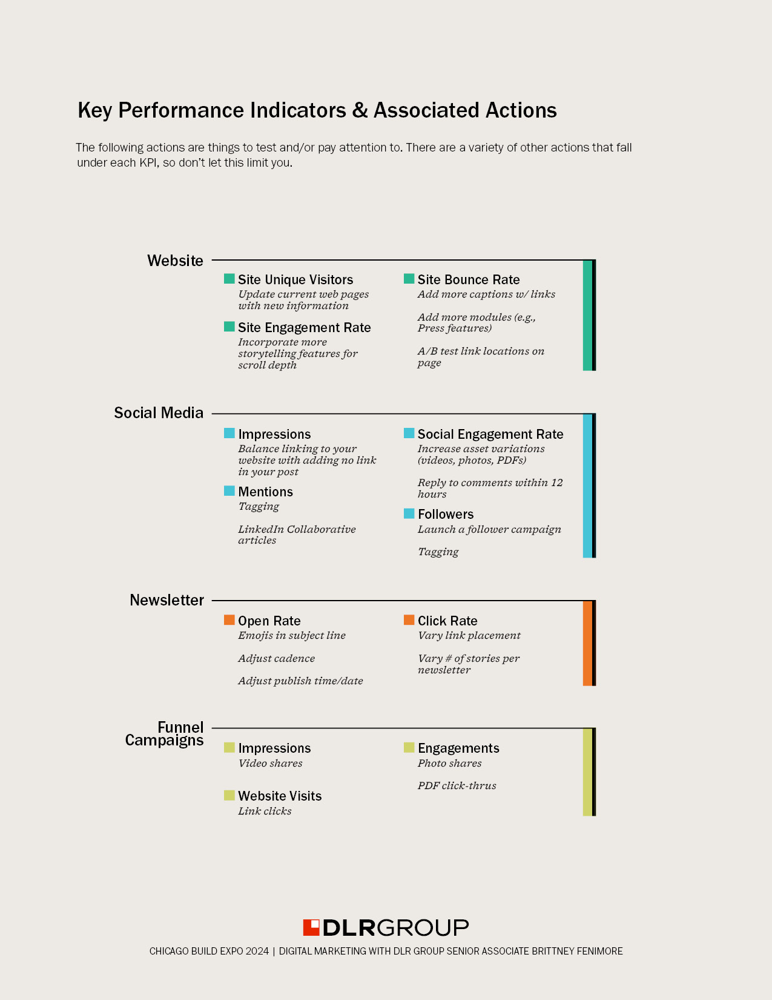 Key Performance Indicators & Associated Actions
The following actions are things to test and/or pay attention to. There are a variety of other actions that fall
under each KPI, so don't let this limit you.
Website
Site Unique Visitors
Update current web pages
with new information
Site Engagement Rate
Incorporate more
storytelling features for
scroll depth
Site Bounce Rate
Add more captions w/ links
Add more modules (e.g.,
Press features)
A/B test link locations on
page
Social Media
Impressions
Balance linking to your
website with adding no link
in your post
Mentions
Tagging
LinkedIn Collaborative
articles
Social Engagement Rate
Increase asset variations
(videos, photos, PDFs)
Reply to comments within 12
hours
Followers
Launch a follower campaign
Tagging
Newsletter
Open Rate
Emojis in subject line
Adjust cadence
Adjust publish time/date
Click Rate
Vary link placement
Vary # of stories per
newsletter
Funnel
Campaigns
Impressions
Video shares
Website Visits
Link clicks
Engagements
Photo shares
PDF click-thrus
DLRGROUP
CHICAGO BUILD EXPO 2024 | DIGITAL MARKETING WITH DLR GROUP SENIOR ASSOCIATE BRITTNEY FENIMORE